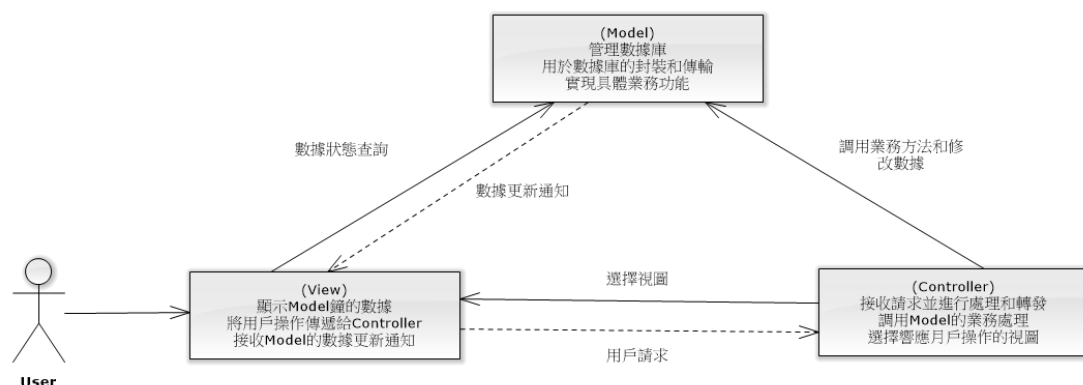 (Model)
管理數據庫
用於數據庫的封裝和傳輸
實現具體業務功能
數據狀態查詢
調用業務方法和修
改數據
數據更新通知
(View)
顯示Model鐘的數據
將用戶操作傳遞給Controller
接收Model的數據更新通知
選擇視圖
用戶請求
(Controller)
接收請求並進行處理和轉發
調用Model的業務處理
選擇響應月戶操作的視圖
User